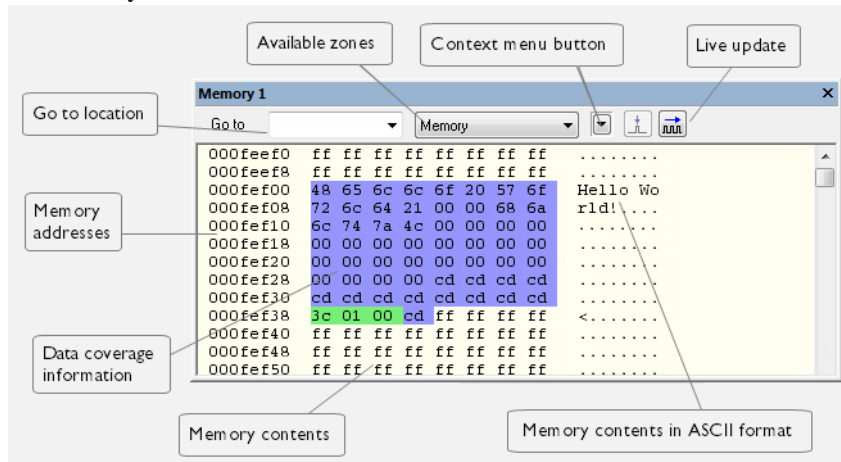 Available zones
Context menu button
Live update
Go to location
Memory 1
Go to
Memory
000feef0 ff ff ff ff ff ff ff ff ........
000feef8 ff ff ff ff ff ff ff ff ........
000fef00 48 65 6c 6c 6f 20 57 6f Hello Wo
000fef08 72 6c 64 21 00 00 68 6a rld!....
000fef10 6c 74 7a 4c 00 00 00 00 ........
000fef18 00 00 00 00 00 00 00 00 ........
000fef20 00 00 00 00 00 00 00 00 ........
000fef28 00 00 00 00 cd cd cd cd ........
000fef30 cd cd cd cd cd cd cd cd ........
000fef38 3c 01 00 cd ff ff ff ff <.......
000fef40 ff ff ff ff ff ff ff ff ........
000fef48 ff ff ff ff ff ff ff ff ........
000fef50 ff ff ff ff ff ff ff ff ........
Memory
addresses
Data coverage
information
Memory contents
Memory contents in ASCII format